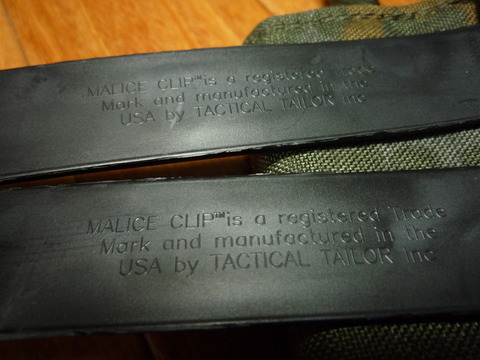 MALICE CLIP™ is a registered Trade
Mark and manufactured in the
USA by TACTICAL TAILOR inc
MALICE CLIP™ is a registered Trade
Mark and manufactured in the
USA by TACTICAL TAILOR inc